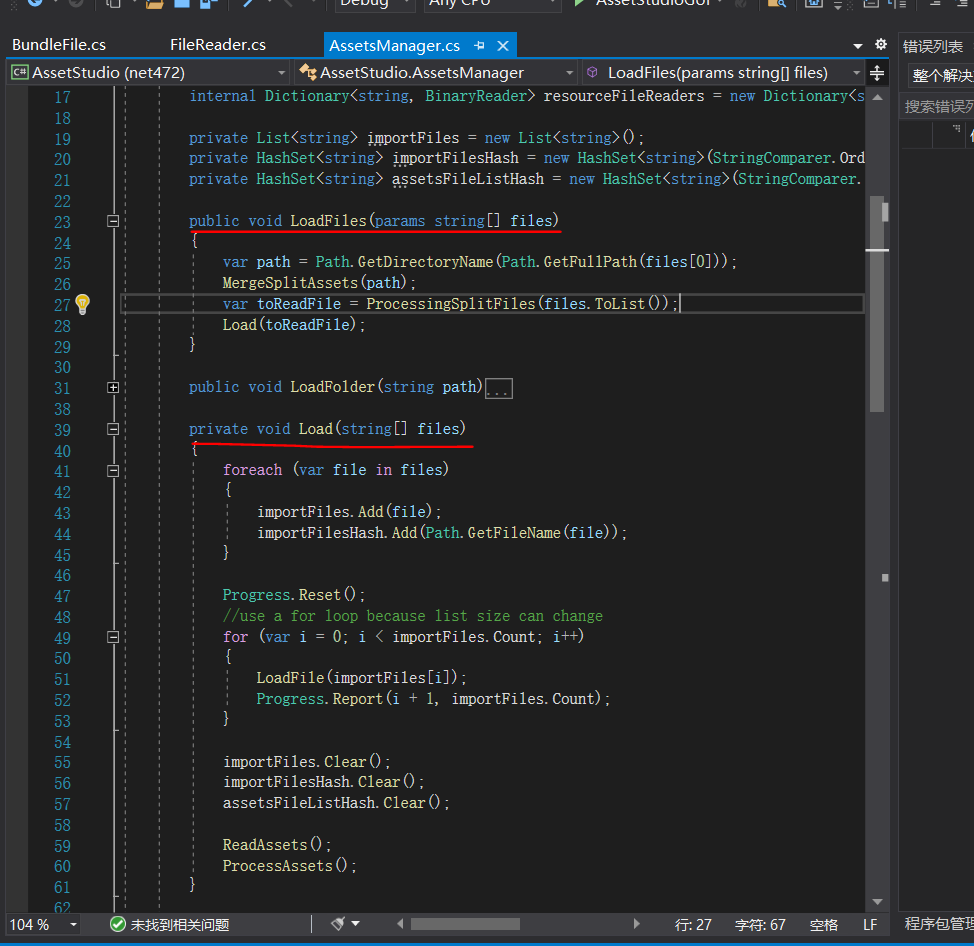 Debug Any CPU AssetStudioGUI
BundleFile.cs FileReader.cs AssetsManager.cs
错误列表
C# AssetStudio (net472) AssetStudio.AssetsManager LoadFiles(params string[] files)
整个解决
搜索错误列
17 internal Dictionary<string, BinaryReader> resourceFileReaders = new Dictionary<s
18
19 private List<string> importFiles = new List<string>();
20 private HashSet<string> importFilesHash = new HashSet<string>(StringComparer.Ord
21 private HashSet<string> assetsFileListHash = new HashSet<string>(StringComparer.
22
23 public void LoadFiles(params string[] files)
24 {
25 var path = Path.GetDirectoryName(Path.GetFullPath(files[0]));
26 MergeSplitAssets(path);
27 var toReadFile = ProcessingSplitFiles(files.ToList());
28 Load(toReadFile);
29 }
30
31 public void LoadFolder(string path)...
38
39 private void Load(string[] files)
40 {
41 foreach (var file in files)
42 {
43 importFiles.Add(file);
44 importFilesHash.Add(Path.GetFileName(file));
45 }
46
47 Progress.Reset();
48 //use a for loop because list size can change
49 for (var i = 0; i < importFiles.Count; i++)
50 {
51 LoadFile(importFiles[i]);
52 Progress.Report(i + 1, importFiles.Count);
53 }
54
55 importFiles.Clear();
56 importFilesHash.Clear();
57 assetsFileListHash.Clear();
58
59 ReadAssets();
60 ProcessAssets();
61 }
62
104 % 未找到相关问题 行: 27 字符: 67 空格 LF
程序包管理